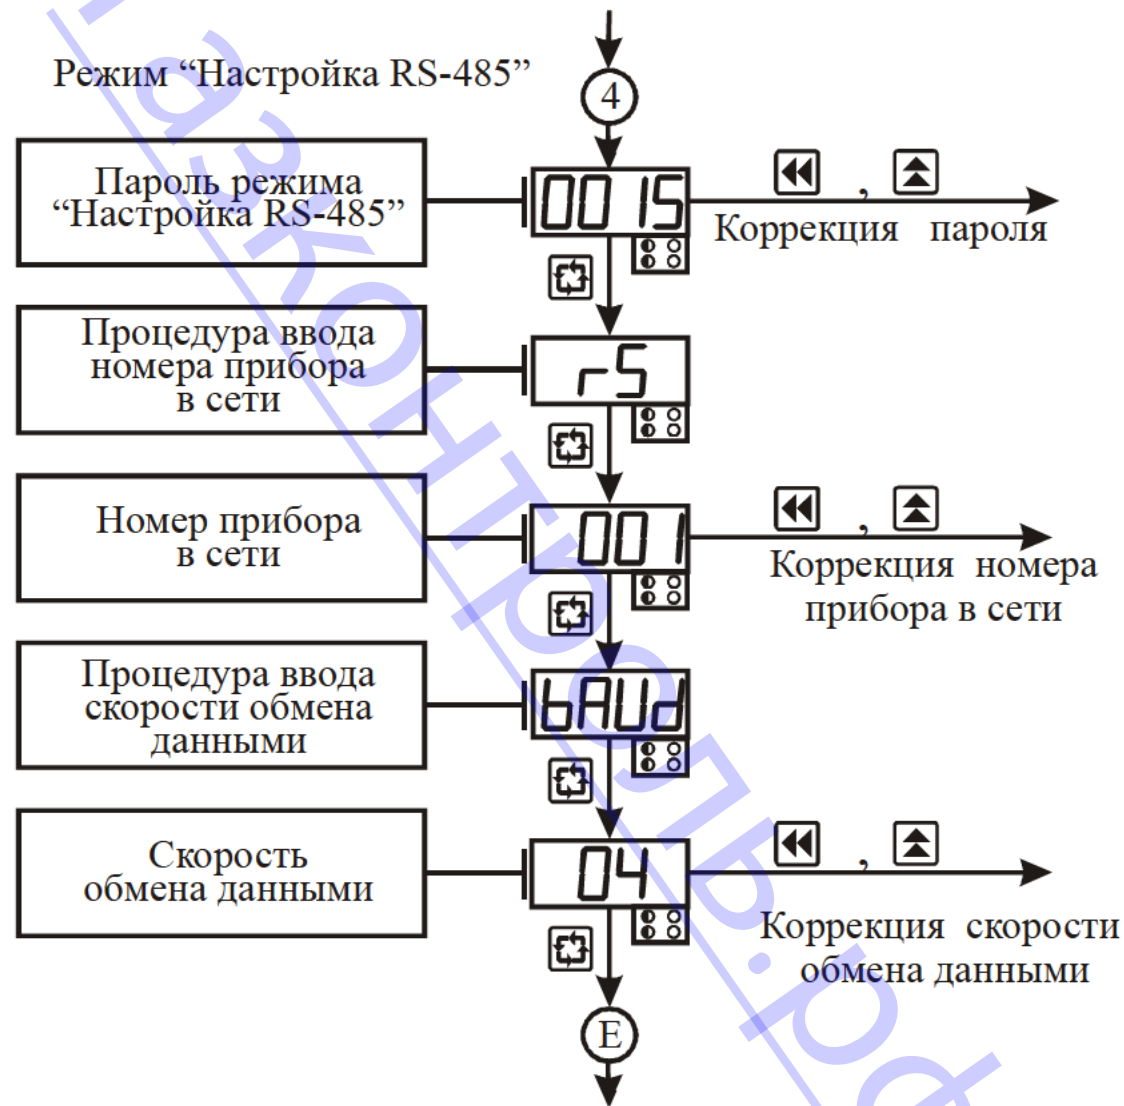 Режим “Настройка RS-485”
4
Пароль режима
“Настройка RS-485”
0015
,
Коррекция пароля
Процедура ввода
номера прибора
в сети
rS
Номер прибора
в сети
001
,
Коррекция номера
прибора в сети
Процедура ввода
скорости обмена
данными
bAUd
Скорость
обмена данными
04
,
Коррекция скорости
обмена данными
E
газконтроль.рф